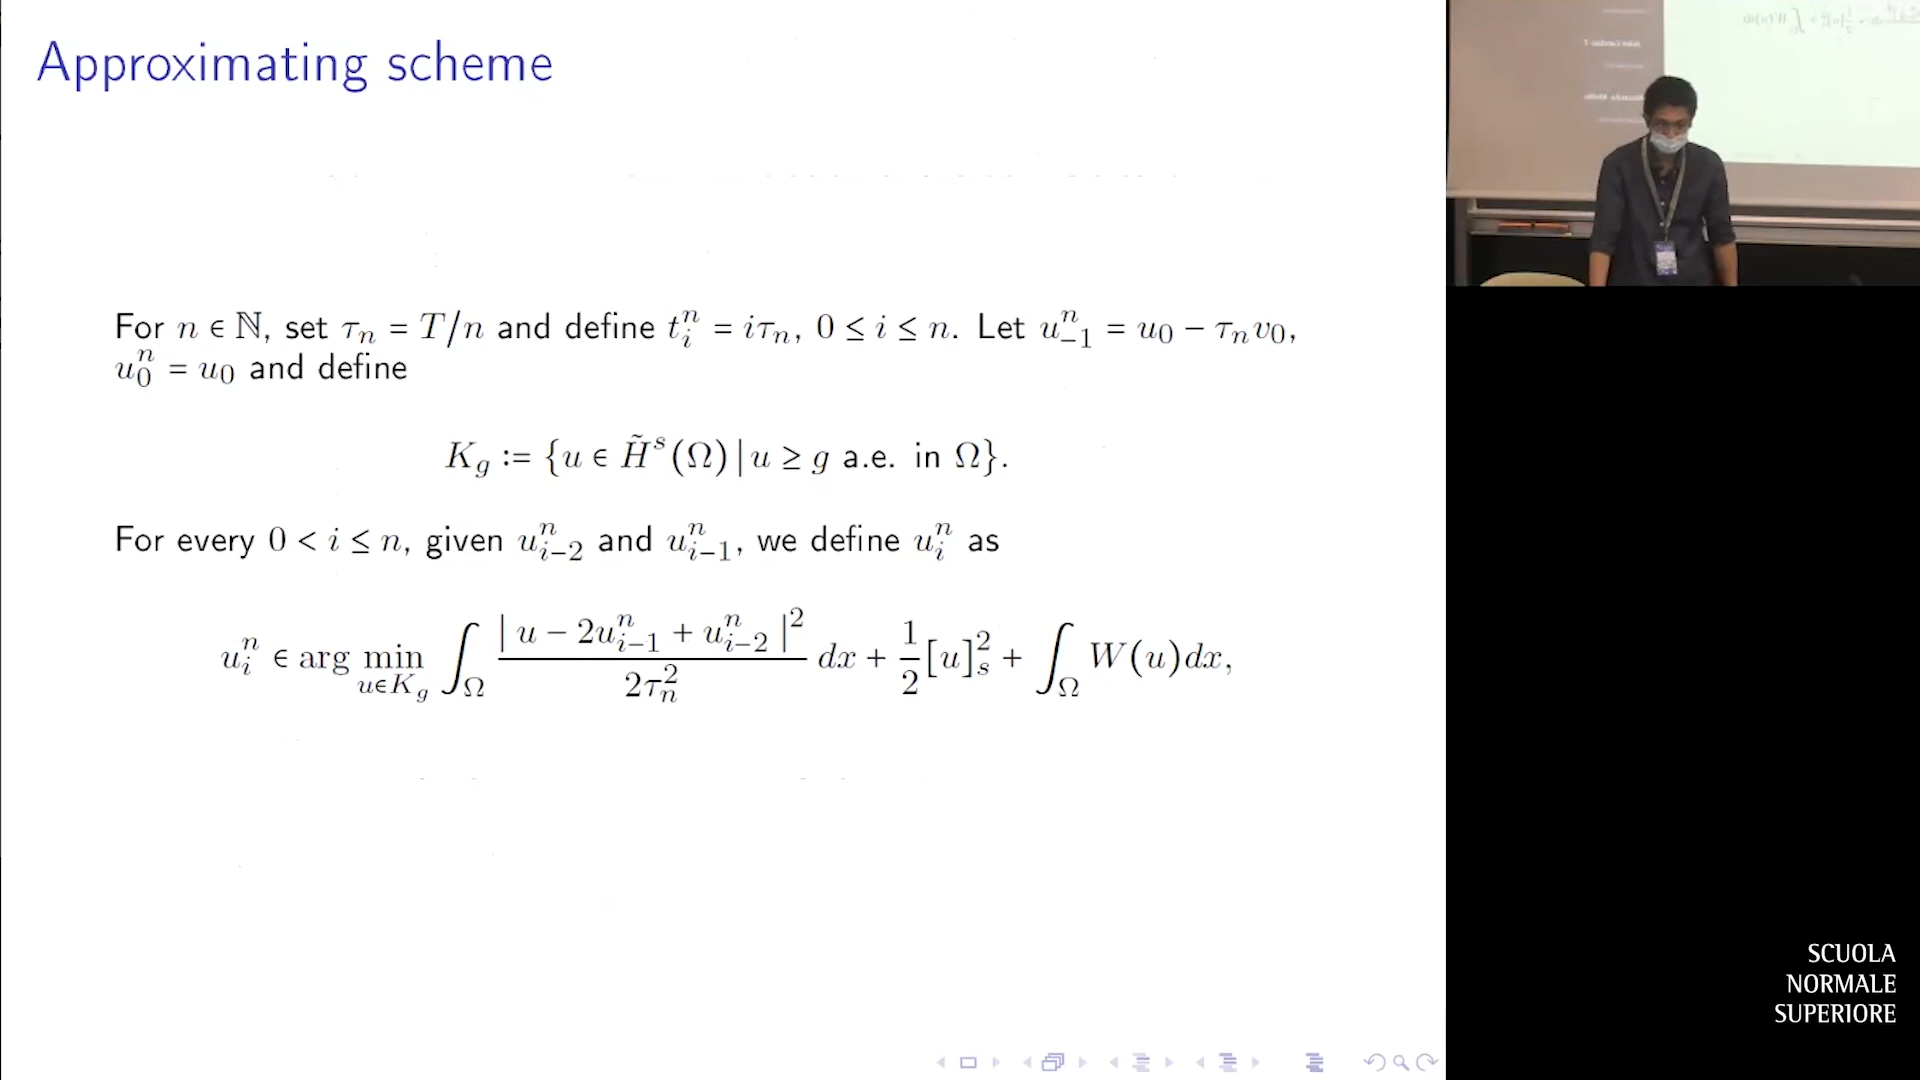 Approximating scheme
For n ∈ ℕ, set τ_n = T/n and define t_i^n = iτ_n, 0 ≤ i ≤ n. Let u_{-1}^n = u_0 − τ_n v_0,
u_0^n = u_0 and define
K_g := {u ∈ H̃^s(Ω) | u ≥ g a.e. in Ω}.
For every 0 < i ≤ n, given u_{i−2}^n and u_{i−1}^n, we define u_i^n as
u_i^n ∈ arg min_{u∈K_g} ∫_Ω |u − 2u_{i−1}^n + u_{i−2}^n|^2 / 2τ_n^2 dx + 1/2 [u]_s^2 + ∫_Ω W(u)dx,
SCUOLA
NORMALE
SUPERIORE